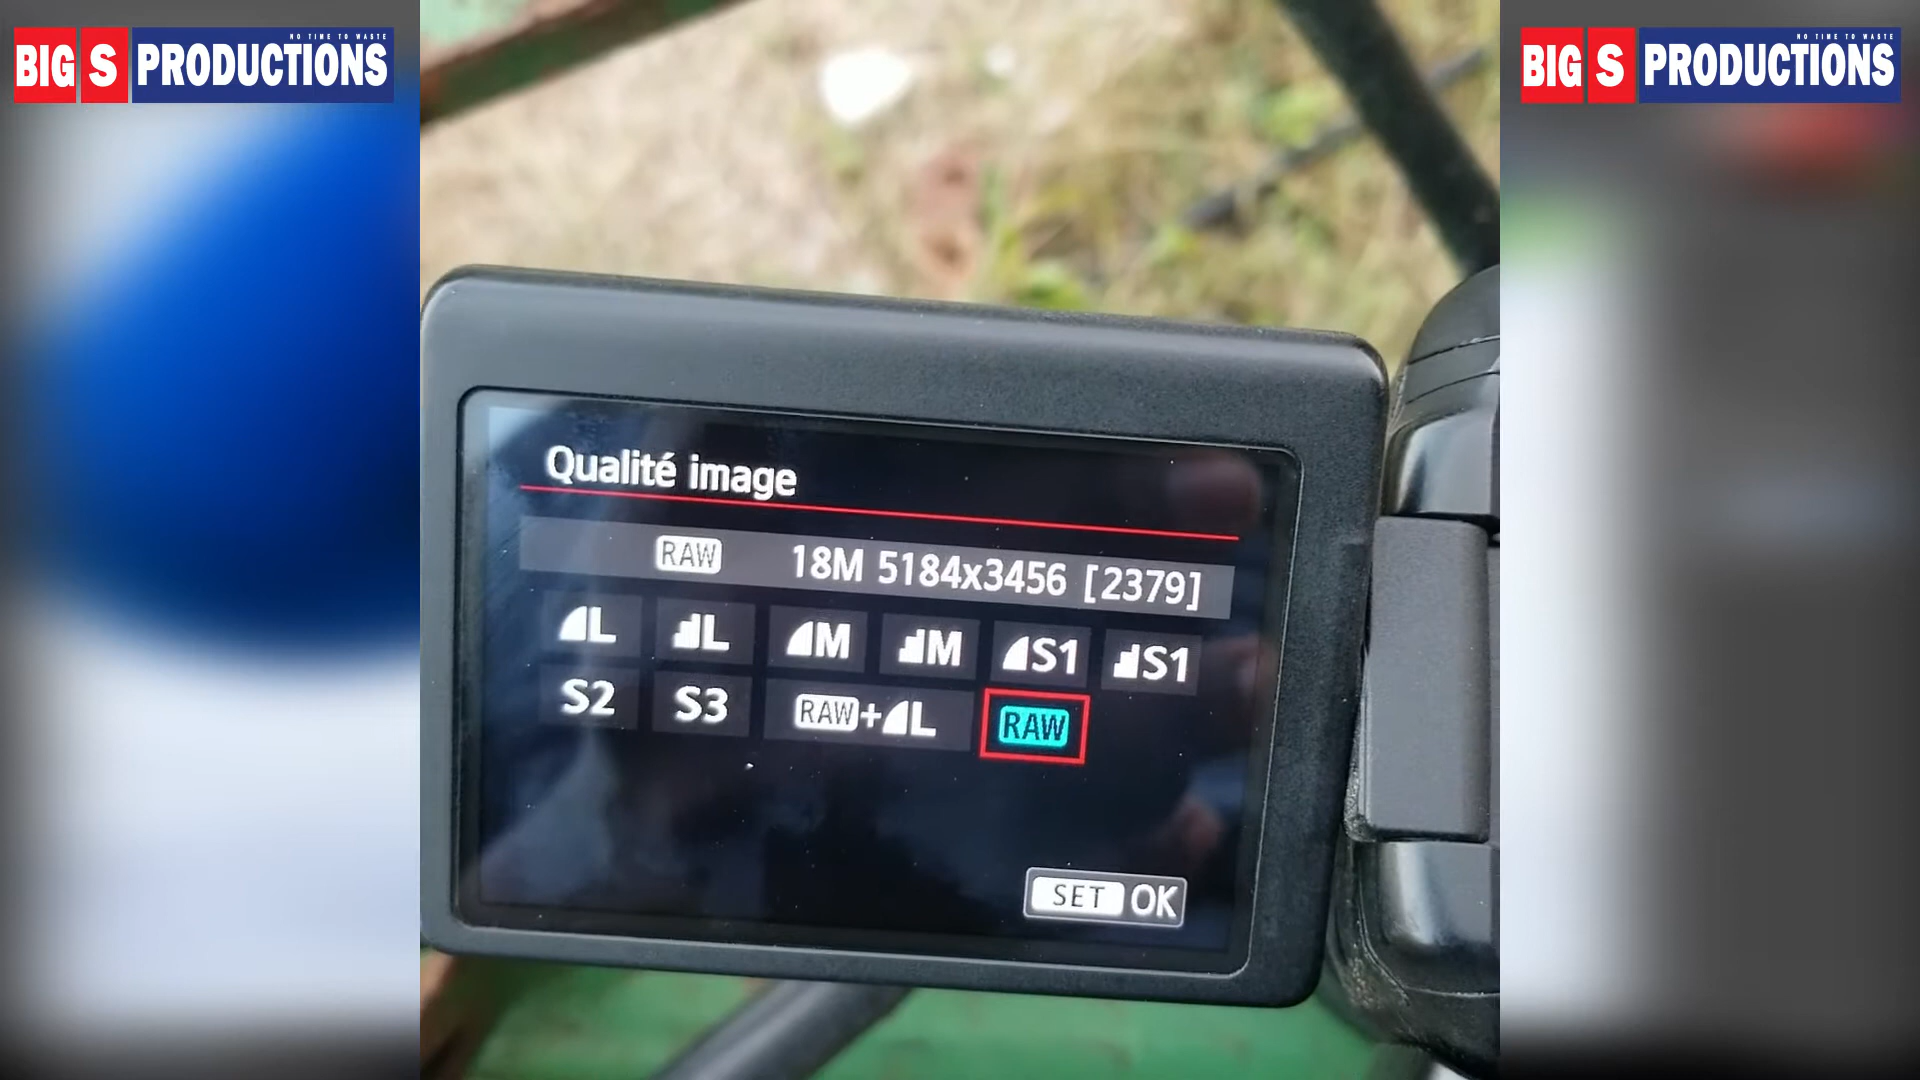 NO TIME TO WASTE
BIG S PRODUCTIONS
NO TIME TO WASTE
BIG S PRODUCTIONS
Qualité image
RAW 18M 5184x3456 [2379]
L L M M S1 S1
S2 S3 RAW+L RAW
SET OK